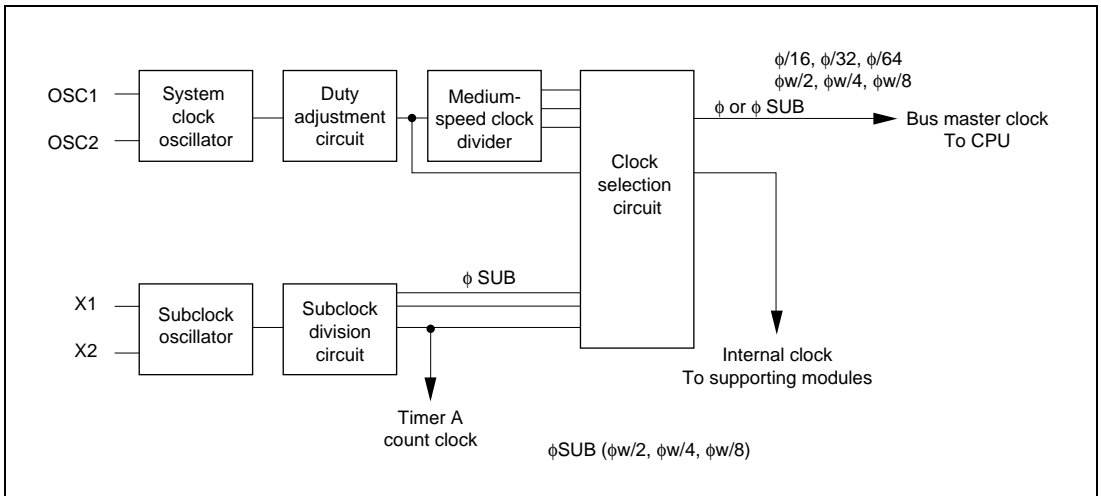 OSC1
OSC2
System
clock
oscillator
Duty
adjustment
circuit
Medium-
speed clock
divider
Clock
selection
circuit
ϕ/16, ϕ/32, ϕ/64
ϕw/2, ϕw/4, ϕw/8
ϕ or ϕ SUB
Bus master clock
To CPU
X1
X2
Subclock
oscillator
Subclock
division
circuit
ϕ SUB
Timer A
count clock
Internal clock
To supporting modules
ϕSUB (ϕw/2, ϕw/4, ϕw/8)